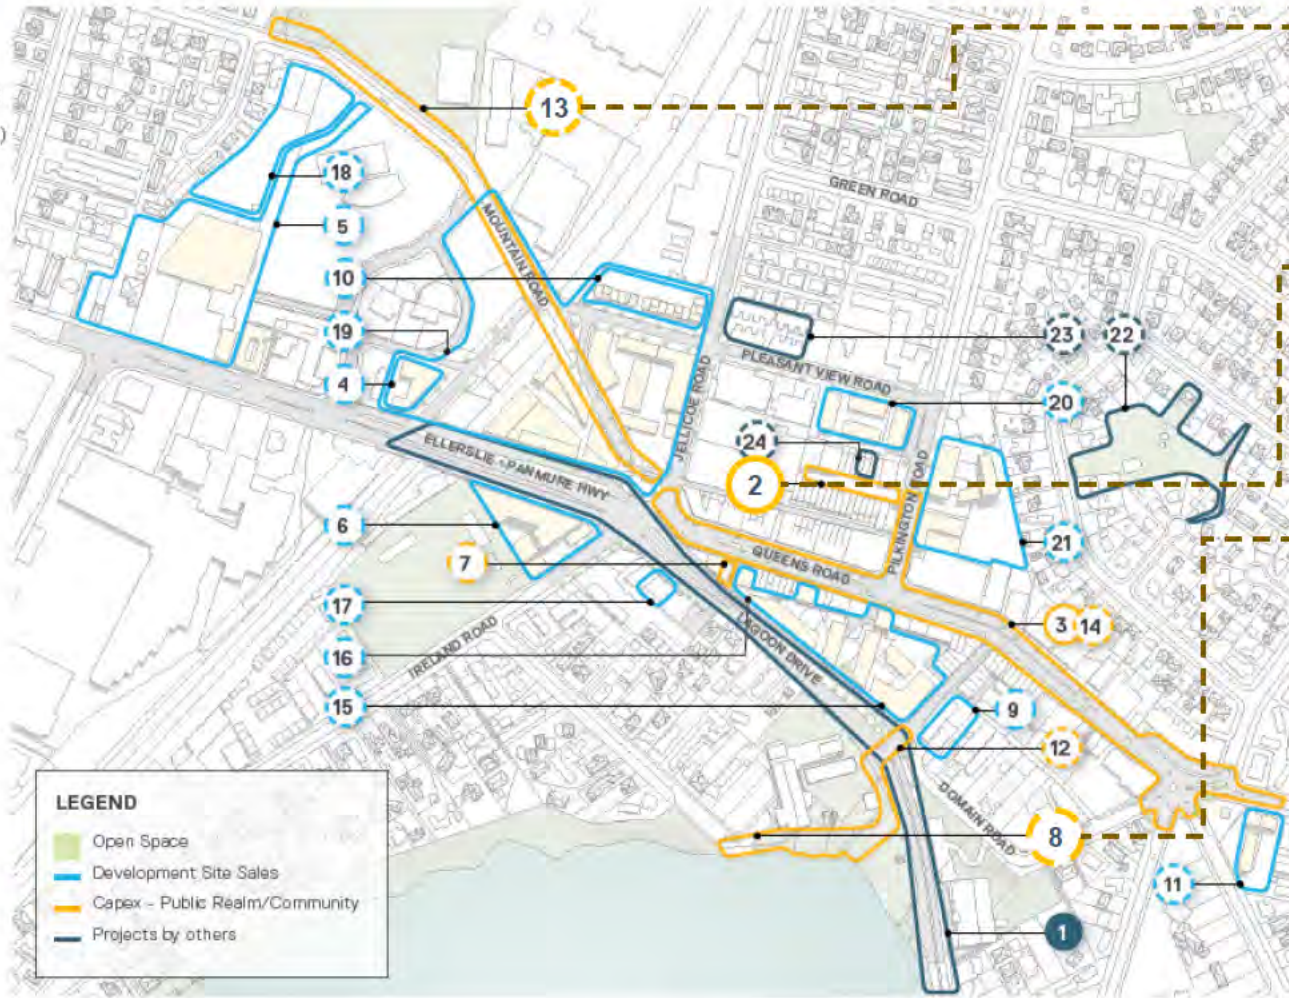 )
13
18
GREEN ROAD
5
MOUNTAIN ROAD
10
19
23
22
PLEASANT VIEW ROAD
4
JELLICOE ROAD
20
24
ELLERSLIE - PANMURE HWY
2
PILKINGTON ROAD
6
21
QUEENS ROAD
7
17
LAGOON DRIVE
3
14
IRELAND ROAD
16
15
9
12
LEGEND
DOMAIN ROAD
Open Space
8
Development Site Sales
11
Capex - Public Realm/Community
Projects by others
1